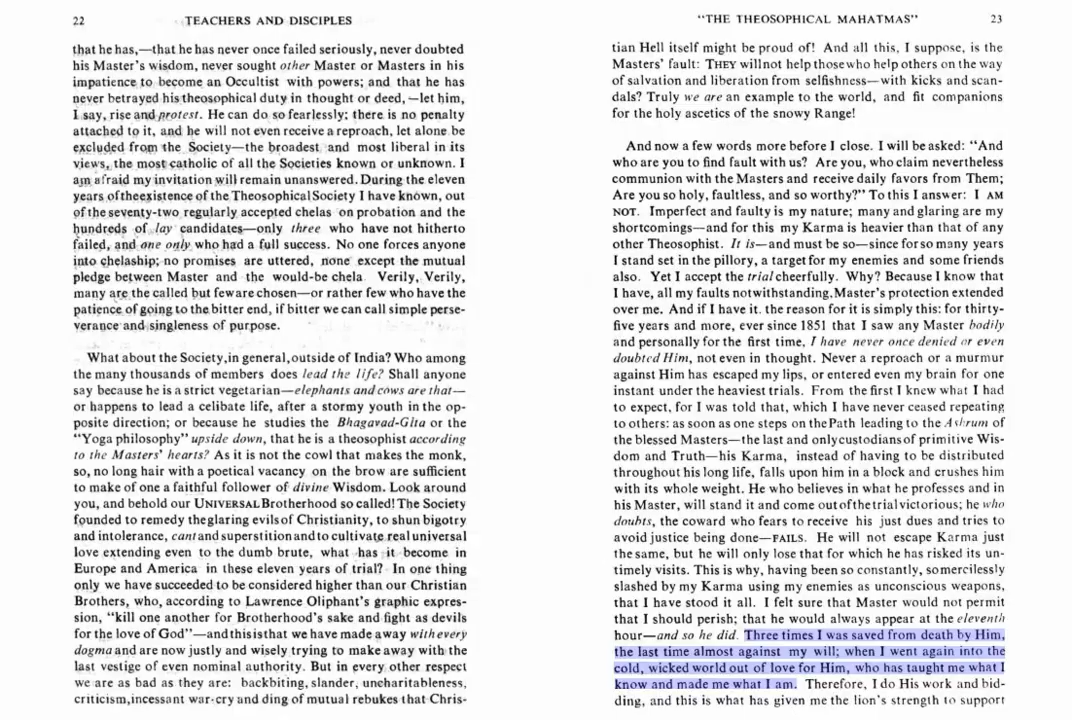 22 TEACHERS AND DISCIPLES
that he has,—that he has never once failed seriously, never doubted
his Master's wisdom, never sought other Master or Masters in his
impatience to become an Occultist with powers; and that he has
never betrayed his theosophical duty in thought or deed,—let him,
I say, rise and protest. He can do so fearlessly; there is no penalty
attached to it, and he will not even receive a reproach, let alone be
excluded from the Society—the broadest and most liberal in its
views, the most catholic of all the Societies known or unknown. I
am afraid my invitation will remain unanswered. During the eleven
years of the existence of the Theosophical Society I have known, out
of the seventy-two regularly accepted chelas on probation and the
hundreds of lay candidates—only three who have not hitherto
failed, and one only who had a full success. No one forces anyone
into chelaship; no promises are uttered, none except the mutual
pledge between Master and the would-be chela Verily, Verily,
many are the called but few are chosen—or rather few who have the
patience of going to the bitter end, if bitter we can call simple perse-
verance and singleness of purpose.
What about the Society, in general, outside of India? Who among
the many thousands of members does lead the life? Shall anyone
say because he is a strict vegetarian—elephants and cows are that—
or happens to lead a celibate life, after a stormy youth in the op-
posite direction; or because he studies the Bhagavad-Gita or the
"Yoga philosophy" upside down, that he is a theosophist according
to the Masters' hearts? As it is not the cowl that makes the monk,
so, no long hair with a poetical vacancy on the brow are sufficient
to make of one a faithful follower of divine Wisdom. Look around
you, and behold our UNIVERSAL Brotherhood so called! The Society
founded to remedy the glaring evils of Christianity, to shun bigotry
and intolerance, cant and superstition and to cultivate real universal
love extending even to the dumb brute, what has it become in
Europe and America in these eleven years of trial? In one thing
only we have succeeded to be considered higher than our Christian
Brothers, who, according to Lawrence Oliphant's graphic expres-
sion, "kill one another for Brotherhood's sake and fight as devils
for the love of God"—and this is that we have made away with every
dogma and are now justly and wisely trying to make away with the
last vestige of even nominal authority. But in every other respect
we are as bad as they are: backbiting, slander, uncharitableness,
criticism, incessant war-cry and ding of mutual rebukes that Chris-
"THE THEOSOPHICAL MAHATMAS" 23
tian Hell itself might be proud of! And all this, I suppose, is the
Masters' fault: THEY will not help those who help others on the way
of salvation and liberation from selfishness—with kicks and scan-
dals? Truly we are an example to the world, and fit companions
for the holy ascetics of the snowy Range!
And now a few words more before I close. I will be asked: "And
who are you to find fault with us? Are you, who claim nevertheless
communion with the Masters and receive daily favors from Them;
Are you so holy, faultless, and so worthy?" To this I answer: I AM
NOT. Imperfect and faulty is my nature; many and glaring are my
shortcomings—and for this my Karma is heavier than that of any
other Theosophist. It is—and must be so—since for so many years
I stand set in the pillory, a target for my enemies and some friends
also. Yet I accept the trial cheerfully. Why? Because I know that
I have, all my faults notwithstanding, Master's protection extended
over me. And if I have it. the reason for it is simply this: for thirty-
five years and more, ever since 1851 that I saw any Master bodily
and personally for the first time, I have never once denied or even
doubted Him, not even in thought. Never a reproach or a murmur
against Him has escaped my lips, or entered even my brain for one
instant under the heaviest trials. From the first I knew what I had
to expect, for I was told that, which I have never ceased repeating
to others: as soon as one steps on the Path leading to the Ashrum of
the blessed Masters—the last and only custodians of primitive Wis-
dom and Truth—his Karma, instead of having to be distributed
throughout his long life, falls upon him in a block and crushes him
with its whole weight. He who believes in what he professes and in
his Master, will stand it and come out of the trial victorious; he who
doubts, the coward who fears to receive his just dues and tries to
avoid justice being done—FAILS. He will not escape Karma just
the same, but he will only lose that for which he has risked its un-
timely visits. This is why, having been so constantly, so mercilessly
slashed by my Karma using my enemies as unconscious weapons,
that I have stood it all. I felt sure that Master would not permit
that I should perish; that he would always appear at the eleventh
hour—and so he did. Three times I was saved from death by Him,
the last time almost against my will; when I went again into the
cold, wicked world out of love for Him, who has taught me what I
know and made me what I am. Therefore, I do His work and bid-
ding, and this is what has given me the lion's strength to support